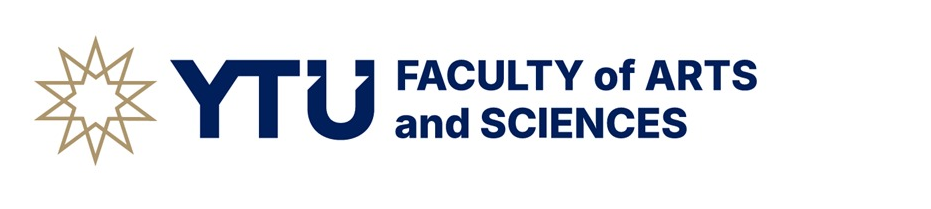 YTU
FACULTY of ARTS
and SCIENCES